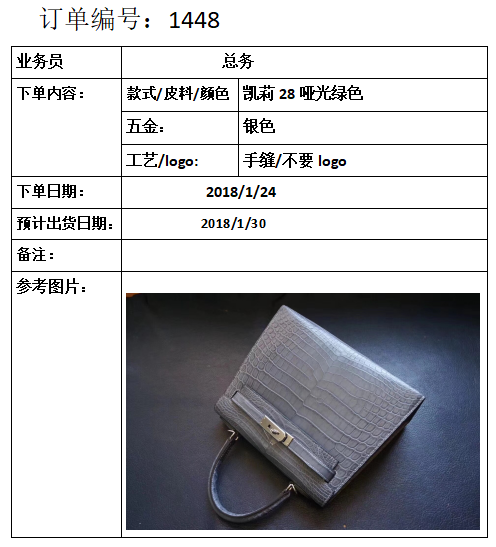 订单编号：1448
业务员 总务
下单内容： 款式/皮料/颜色 凯莉 28 哑光绿色
五金： 银色
工艺/logo: 手缝/不要 logo
下单日期： 2018/1/24
预计出货日期： 2018/1/30
备注：
参考图片：